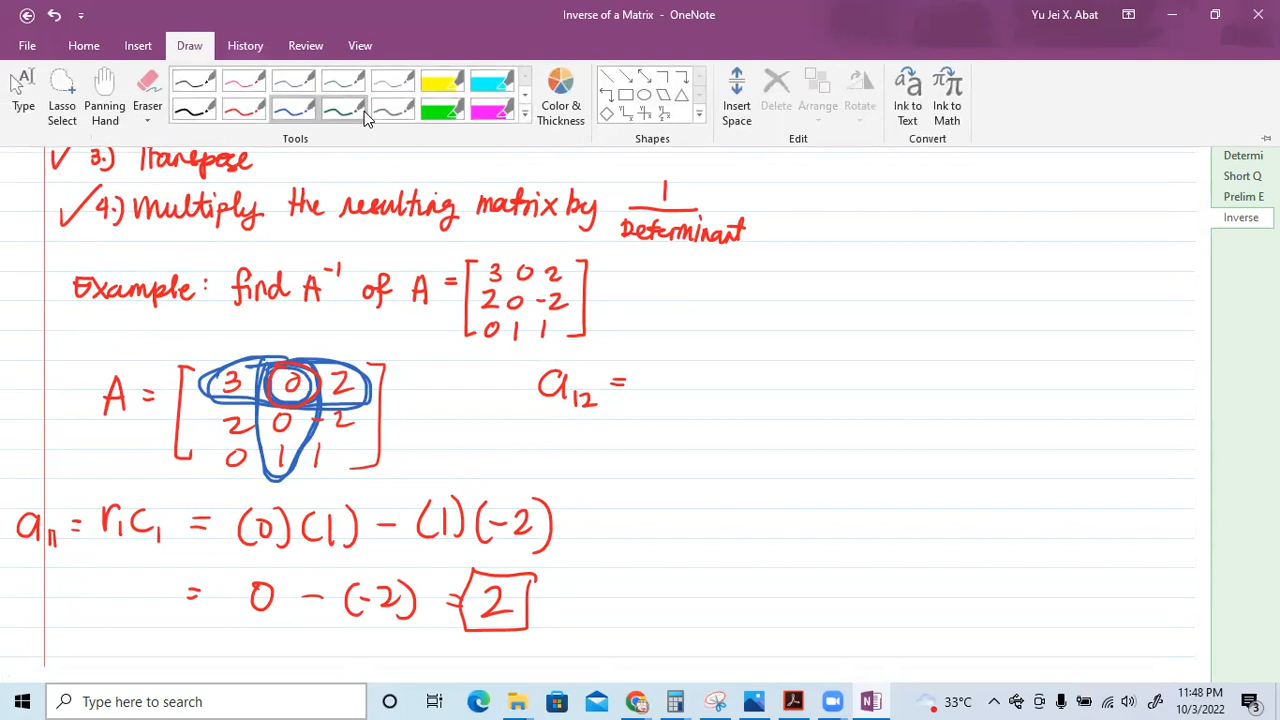 Inverse of a Matrix - OneNote
Yu Jei X. Abat
File Home Insert Draw History Review View
Type
Lasso Select
Panning Hand
Eraser
Color & Thickness
Insert Space
Delete
Arrange
Rotate
Ink to Text
Ink to Math
Tools
Shapes
Convert
Determi
Short Q
Prelim E
Inverse
✓ 3.) Transpose
✓ 4.) Multiply the resulting matrix by 1/Determinant
Example: find A⁻¹ of A = [3 0 2
2 0 -2
0 1 1]
A = [3 0 2
2 0 -2
0 1 1]
a₁₂ =
a₁₁ = r₁c₁ = (0)(1) - (1)(-2)
= 0 - (-2) = 2
Type here to search
33°C
11:48 PM
10/3/2022
3